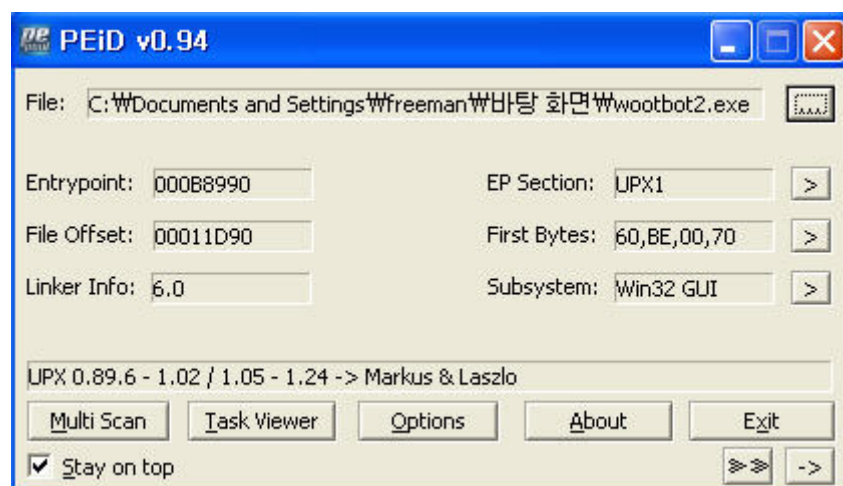 PEiD v0.94
File: C:₩Documents and Settings₩freeman₩바탕 화면₩wootbot2.exe ...
Entrypoint: 000B8990 EP Section: UPX1 >
File Offset: 00011D90 First Bytes: 60,BE,00,70 >
Linker Info: 6.0 Subsystem: Win32 GUI >
UPX 0.89.6 - 1.02 / 1.05 - 1.24 -> Markus & Laszlo
Multi Scan Task Viewer Options About Exit
Stay on top >> ->